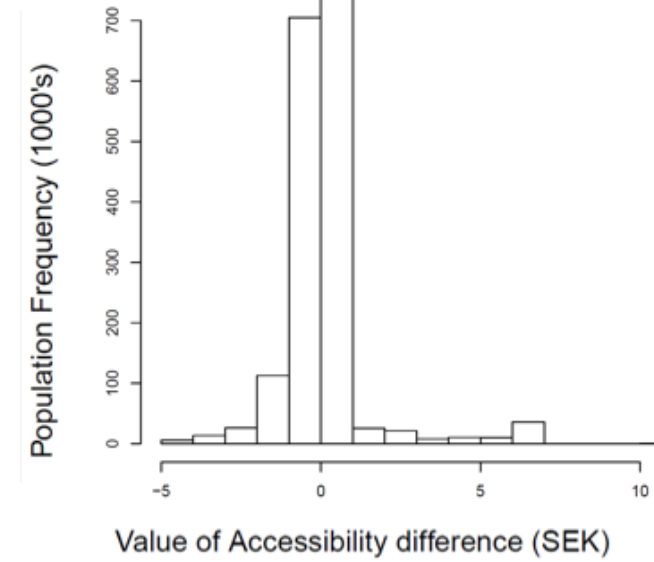 Population Frequency (1000's)
700
600
500
400
300
200
100
0
−5 0 5 10
Value of Accessibility difference (SEK)